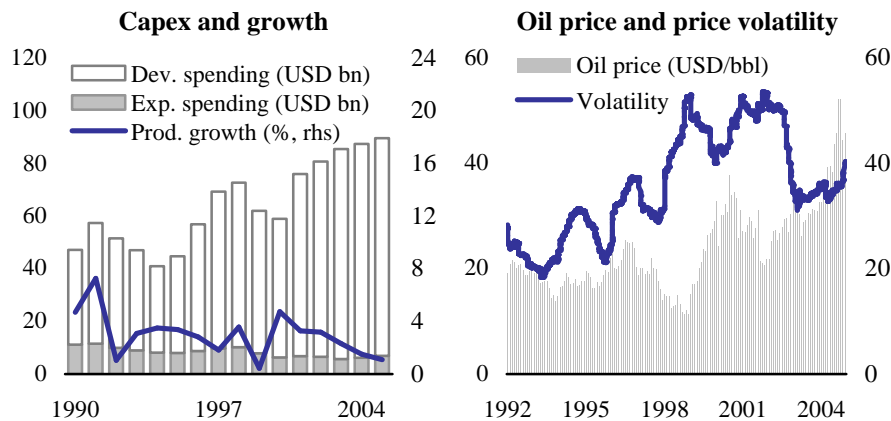 Capex and growth
120
100
80
60
40
20
0
24
20
16
12
8
4
0
Dev. spending (USD bn)
Exp. spending (USD bn)
Prod. growth (%, rhs)
1990 1997 2004
Oil price and price volatility
60
40
20
0
60
40
20
0
Oil price (USD/bbl)
Volatility
1992 1995 1998 2001 2004